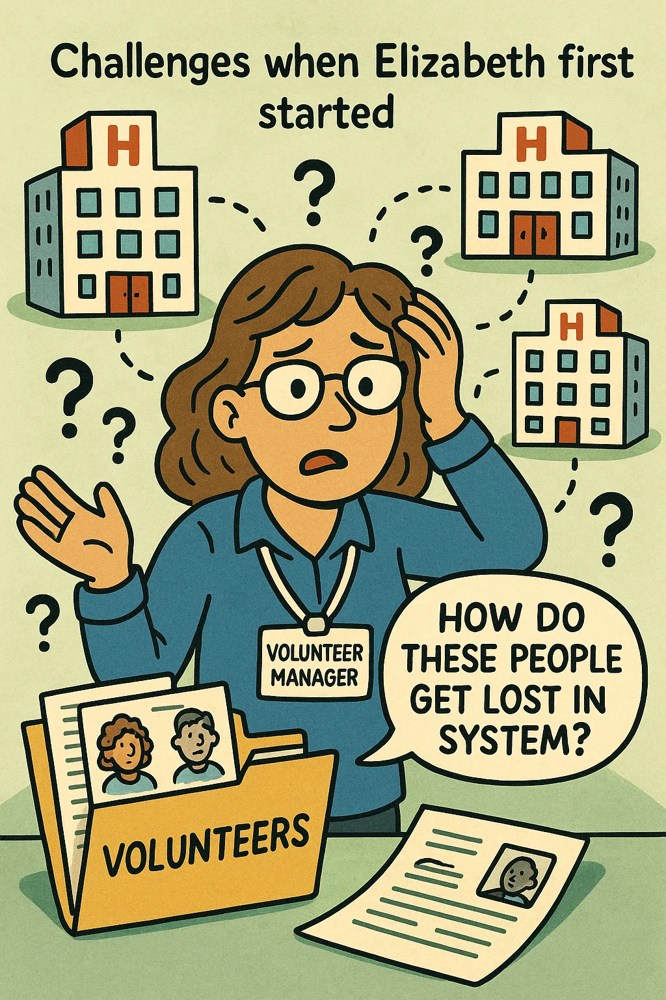 Challenges when Elizabeth first
started
H
H
H
?
?
?
?
?
?
VOLUNTEER
MANAGER
HOW DO
THESE PEOPLE
GET LOST IN
SYSTEM?
VOLUNTEERS